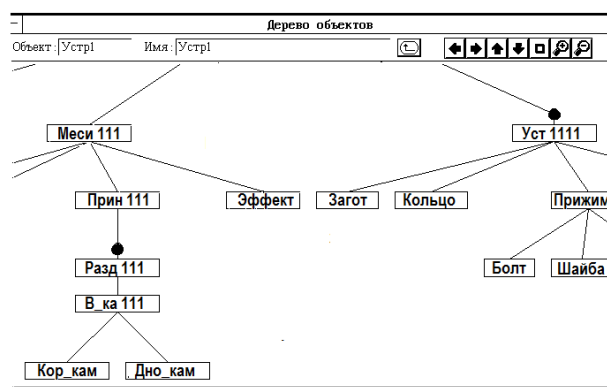 Дерево объектов
Объект: Устр1 Имя: Устр1
Меси 111 Уст 1111
Прин 111 Эффект Загот Кольцо Прижим
Разд 111 Болт Шайба
В_ка 111
Кор_кам Дно_кам